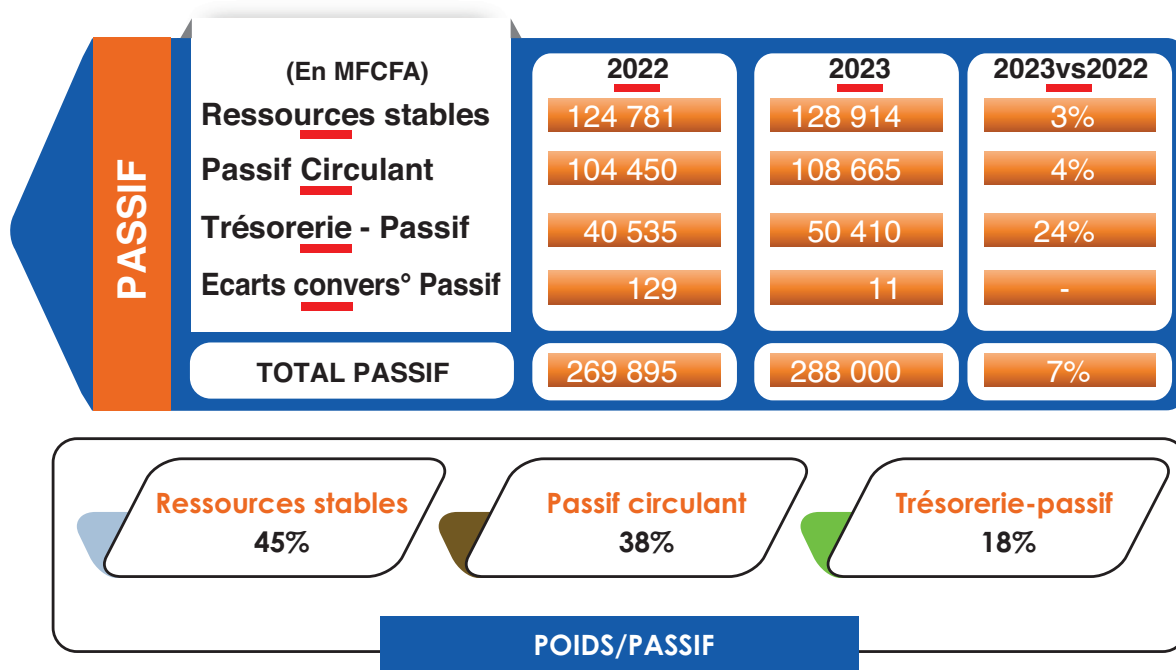 PASSIF
(En MFCFA) 2022 2023 2023vs2022
Ressources stables 124 781 128 914 3%
Passif Circulant 104 450 108 665 4%
Trésorerie - Passif 40 535 50 410 24%
Ecarts convers° Passif 129 11 -
TOTAL PASSIF 269 895 288 000 7%
Ressources stables Passif circulant Trésorerie-passif
45% 38% 18%
POIDS/PASSIF